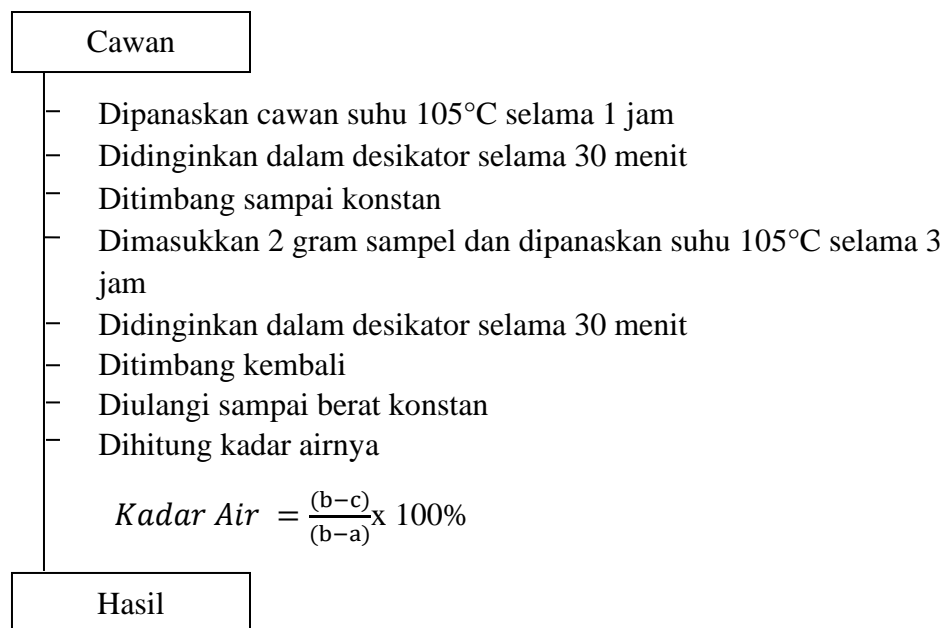 Cawan
− Dipanaskan cawan suhu 105°C selama 1 jam
− Didinginkan dalam desikator selama 30 menit
− Ditimbang sampai konstan
− Dimasukkan 2 gram sampel dan dipanaskan suhu 105°C selama 3
jam
− Didinginkan dalam desikator selama 30 menit
− Ditimbang kembali
− Diulangi sampai berat konstan
− Dihitung kadar airnya
Kadar Air = (b−c)/(b−a) x 100%
Hasil